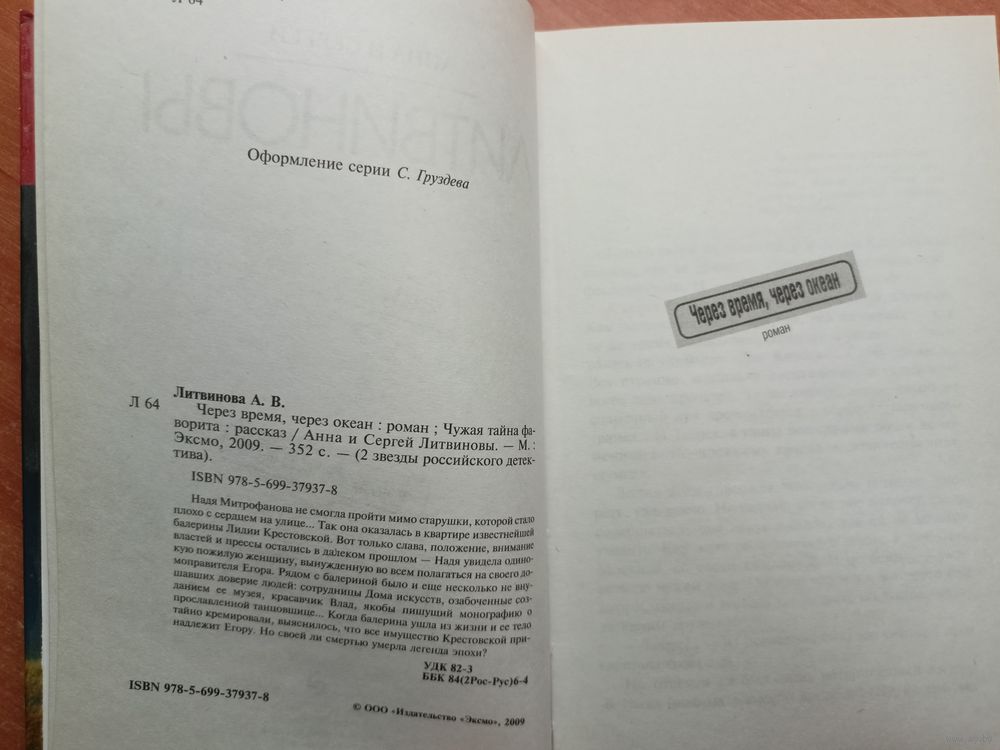 Л 64
Оформление серии С. Груздева
Литвинова А. В.
Л 64
Через время, через океан : роман ; Чужая тайна фа-
ворита : рассказ / Анна и Сергей Литвиновы. — М. :
Эксмо, 2009. — 352 с. — (2 звезды российского детек-
тива).
ISBN 978-5-699-37937-8
Надя Митрофанова не смогла пройти мимо старушки, которой стало
плохо с сердцем на улице... Так она оказалась в квартире известнейшей
балерины Лидии Крестовской. Вот только слава, положение, внимание
властей и прессы остались в далеком прошлом — Надя увидела одино-
кую пожилую женщину, вынужденную во всем полагаться на своего до-
моправителя Егора. Рядом с балериной было и еще несколько не вну-
шавших доверие людей: сотрудницы Дома искусств, озабоченные соз-
данием ее музея, красавчик Влад, якобы пишущий монографию о
прославленной танцовщице... Когда балерина ушла из жизни и ее тело
тайно кремировали, выяснилось, что все имущество Крестовской при-
надлежит Егору. Но своей ли смертью умерла легенда эпохи?
УДК 82-3
ББК 84(2Рос-Рус)6-4
ISBN 978-5-699-37937-8
© ООО «Издательство «Эксмо», 2009
Через время, через океан
роман